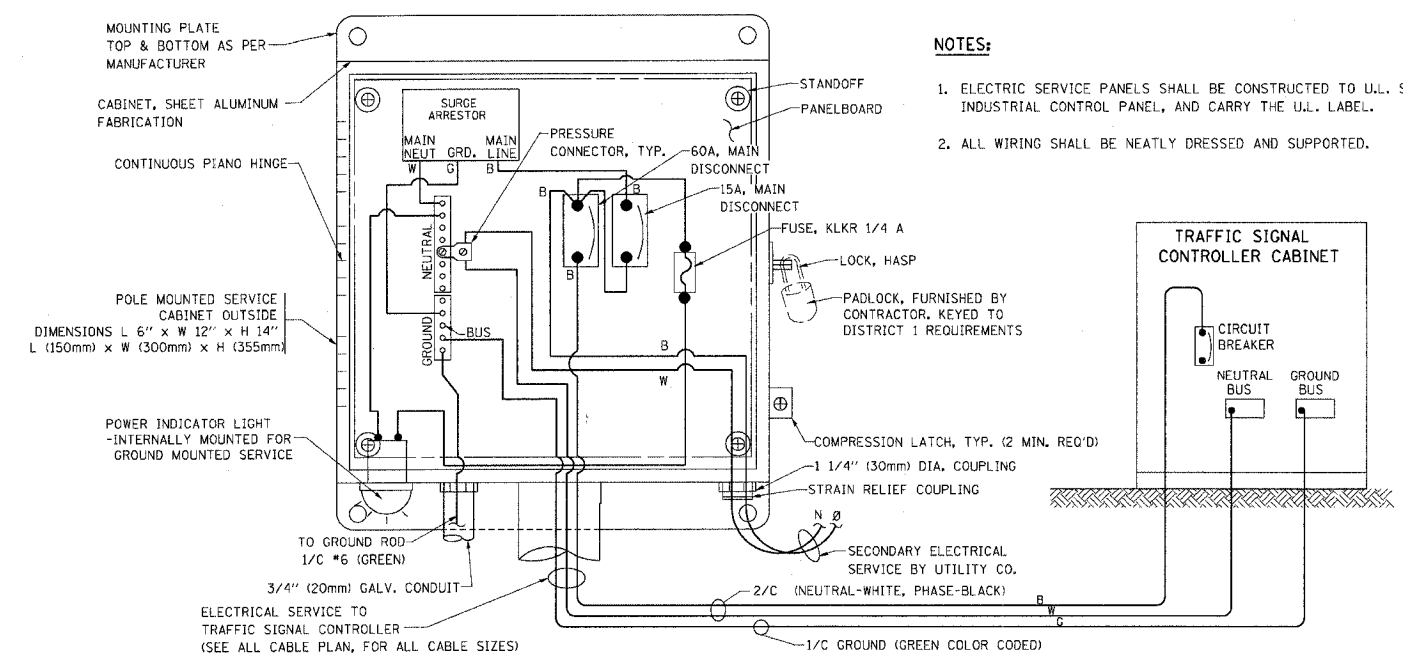 MOUNTING PLATE
TOP & BOTTOM AS PER
MANUFACTURER
CABINET, SHEET ALUMINUM
FABRICATION
CONTINUOUS PIANO HINGE
POLE MOUNTED SERVICE
CABINET OUTSIDE
DIMENSIONS L 6" x W 12" x H 14"
L (150mm) x W (300mm) x H (355mm)
POWER INDICATOR LIGHT
-INTERNALLY MOUNTED FOR
GROUND MOUNTED SERVICE
TO GROUND ROD
1/C #6 (GREEN)
3/4" (20mm) GALV. CONDUIT
ELECTRICAL SERVICE TO
TRAFFIC SIGNAL CONTROLLER
(SEE ALL CABLE PLAN, FOR ALL CABLE SIZES)
SURGE
ARRESTOR
MAIN
NEUT
GRD.
MAIN
LINE
W
G
B
NEUTRAL
GROUND
BUS
PRESSURE
CONNECTOR, TYP.
B
B
B
B
W
STANDOFF
PANELBOARD
60A, MAIN
DISCONNECT
15A, MAIN
DISCONNECT
FUSE, KLKR 1/4 A
LOCK, HASP
PADLOCK, FURNISHED BY
CONTRACTOR. KEYED TO
DISTRICT 1 REQUIREMENTS
COMPRESSION LATCH, TYP. (2 MIN. REQ'D)
1 1/4" (30mm) DIA. COUPLING
STRAIN RELIEF COUPLING
N Ø
SECONDARY ELECTRICAL
SERVICE BY UTILITY CO.
2/C (NEUTRAL-WHITE, PHASE-BLACK)
B
W
G
1/C GROUND (GREEN COLOR CODED)
NOTES:
1. ELECTRIC SERVICE PANELS SHALL BE CONSTRUCTED TO U.L. S
INDUSTRIAL CONTROL PANEL, AND CARRY THE U.L. LABEL.
2. ALL WIRING SHALL BE NEATLY DRESSED AND SUPPORTED.
TRAFFIC SIGNAL
CONTROLLER CABINET
CIRCUIT
BREAKER
NEUTRAL
BUS
GROUND
BUS